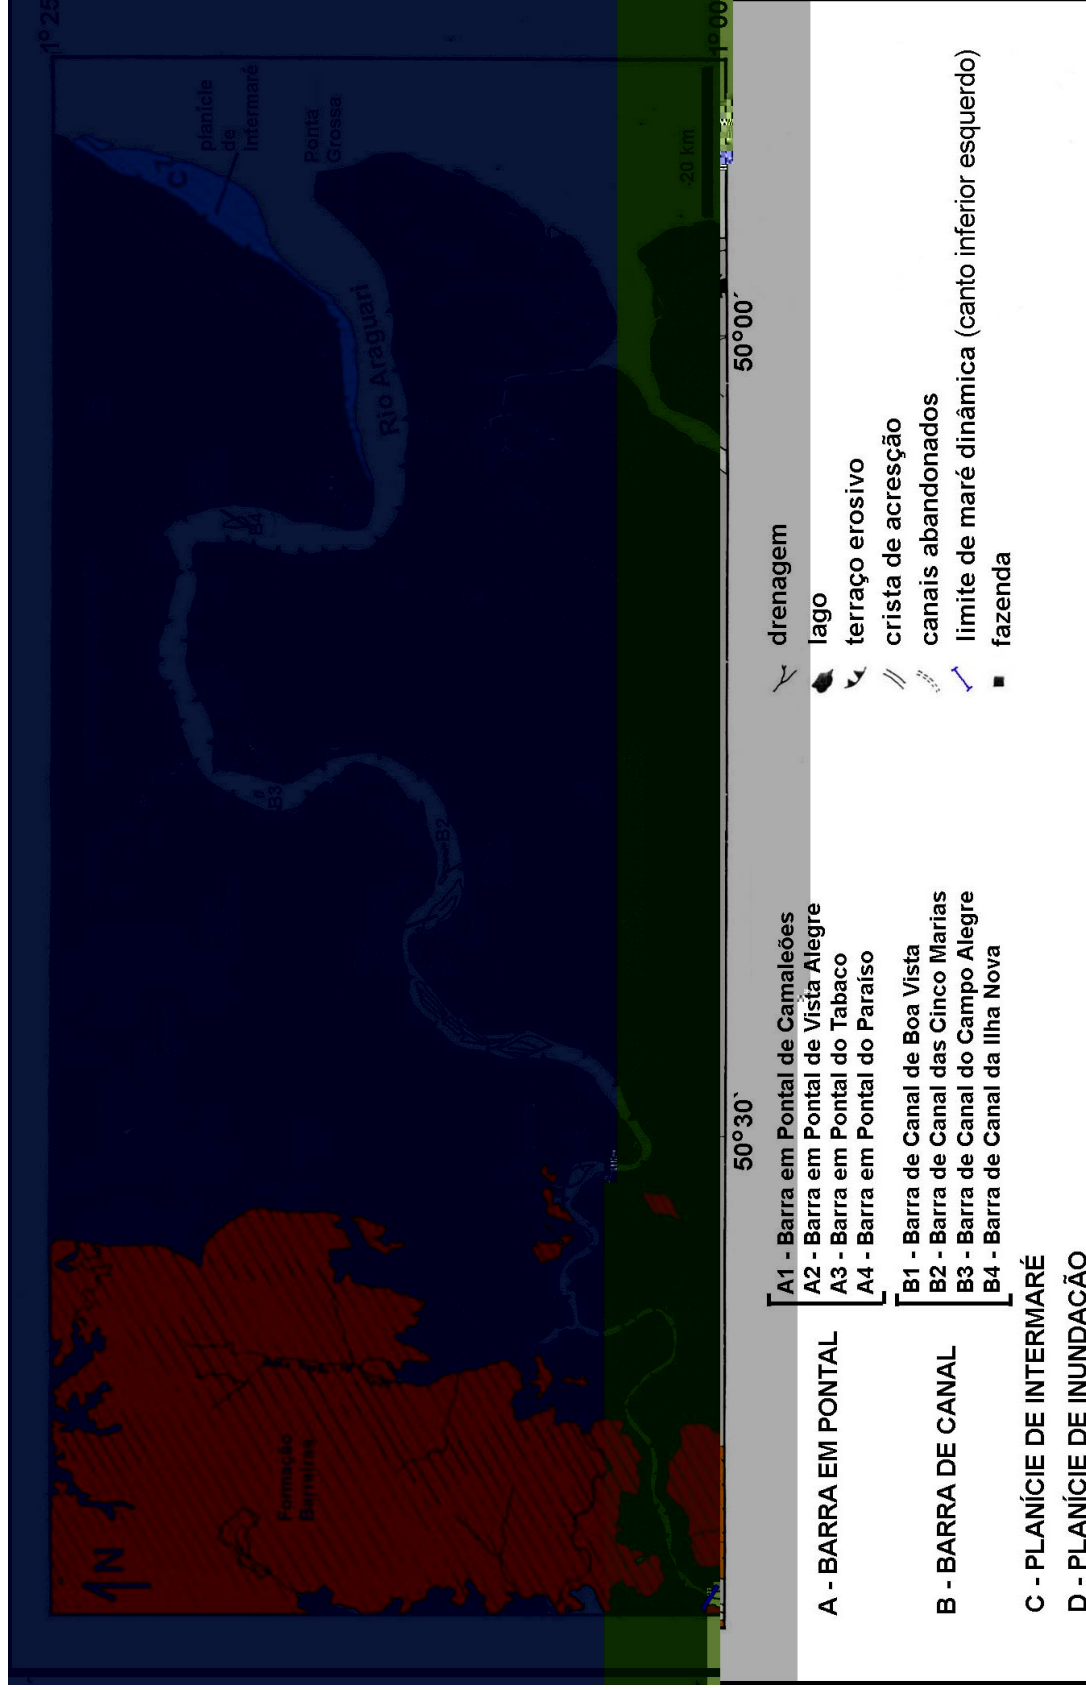 1º 25
planície
de
Intermaré
C1
Ponta
Grossa
Rio Araguari
B4
B3
B2
Formação
Barreiras
N
20 km
1º 00
50º00´
50º30`
A - BARRA EM PONTAL
A1 - Barra em Pontal de Camaleões
A2 - Barra em Pontal de Vista Alegre
A3 - Barra em Pontal do Tabaco
A4 - Barra em Pontal do Paraíso
B - BARRA DE CANAL
B1 - Barra de Canal de Boa Vista
B2 - Barra de Canal das Cinco Marias
B3 - Barra de Canal do Campo Alegre
B4 - Barra de Canal da Ilha Nova
C - PLANÍCIE DE INTERMARÉ
D - PLANÍCIE DE INUNDAÇÃO
drenagem
lago
terraço erosivo
crista de acresção
canais abandonados
limite de maré dinâmica (canto inferior esquerdo)
fazenda